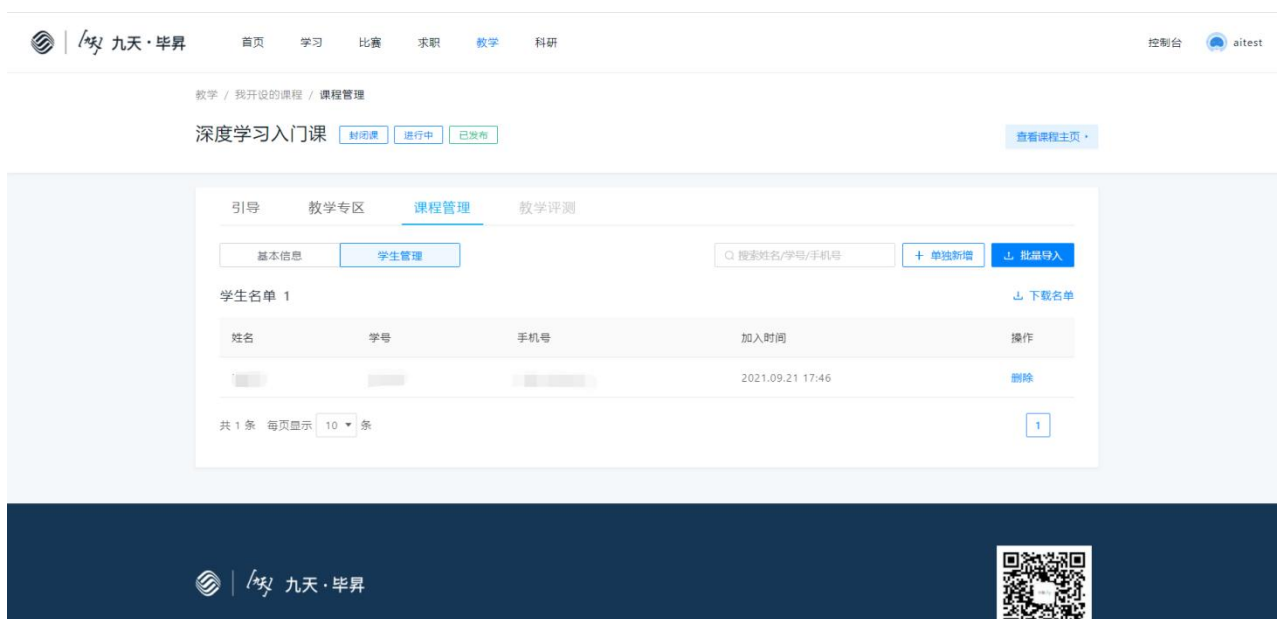 九天·毕昇 首页 学习 比赛 求职 教学 科研 控制台 aitest
教学 / 我开设的课程 / 课程管理
深度学习入门课 封闭课 进行中 已发布 查看课程主页
引导 教学专区 课程管理 教学评测
基本信息 学生管理 搜索姓名/学号/手机号 + 单独新增 批量导入
学生名单 1 下载名单
姓名 学号 手机号 加入时间 操作
2021.09.21 17:46 删除
共 1 条 每页显示 10 条 1
九天·毕昇